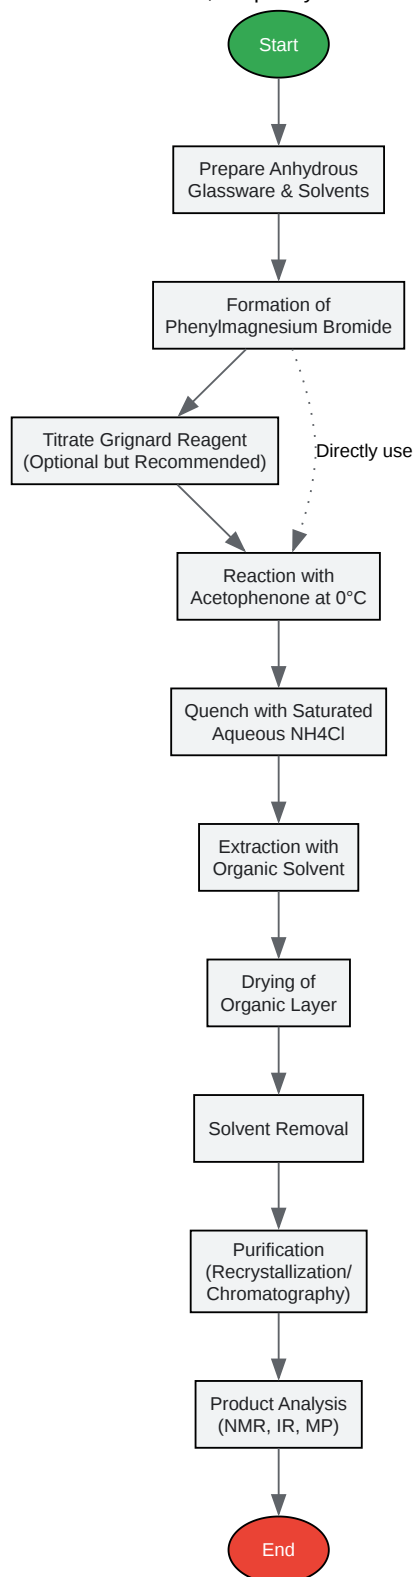 Start
Prepare Anhydrous
Glassware & Solvents
Formation of
Phenylmagnesium Bromide
Titrate Grignard Reagent
(Optional but Recommended)
Directly use
Reaction with
Acetophenone at 0°C
Quench with Saturated
Aqueous NH4Cl
Extraction with
Organic Solvent
Drying of
Organic Layer
Solvent Removal
Purification
(Recrystallization/
Chromatography)
Product Analysis
(NMR, IR, MP)
End